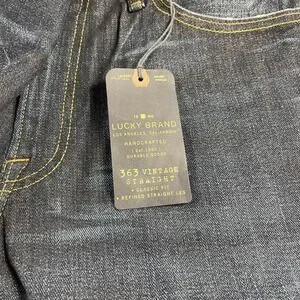 LUCKY BRAND
LOS ANGELES, CALIFORNIA
HANDCRAFTED
DURABLE GOODS
363 VINTAGE
STRAIGHT
CLASSIC FIT
REFINED STRAIGHT LEG